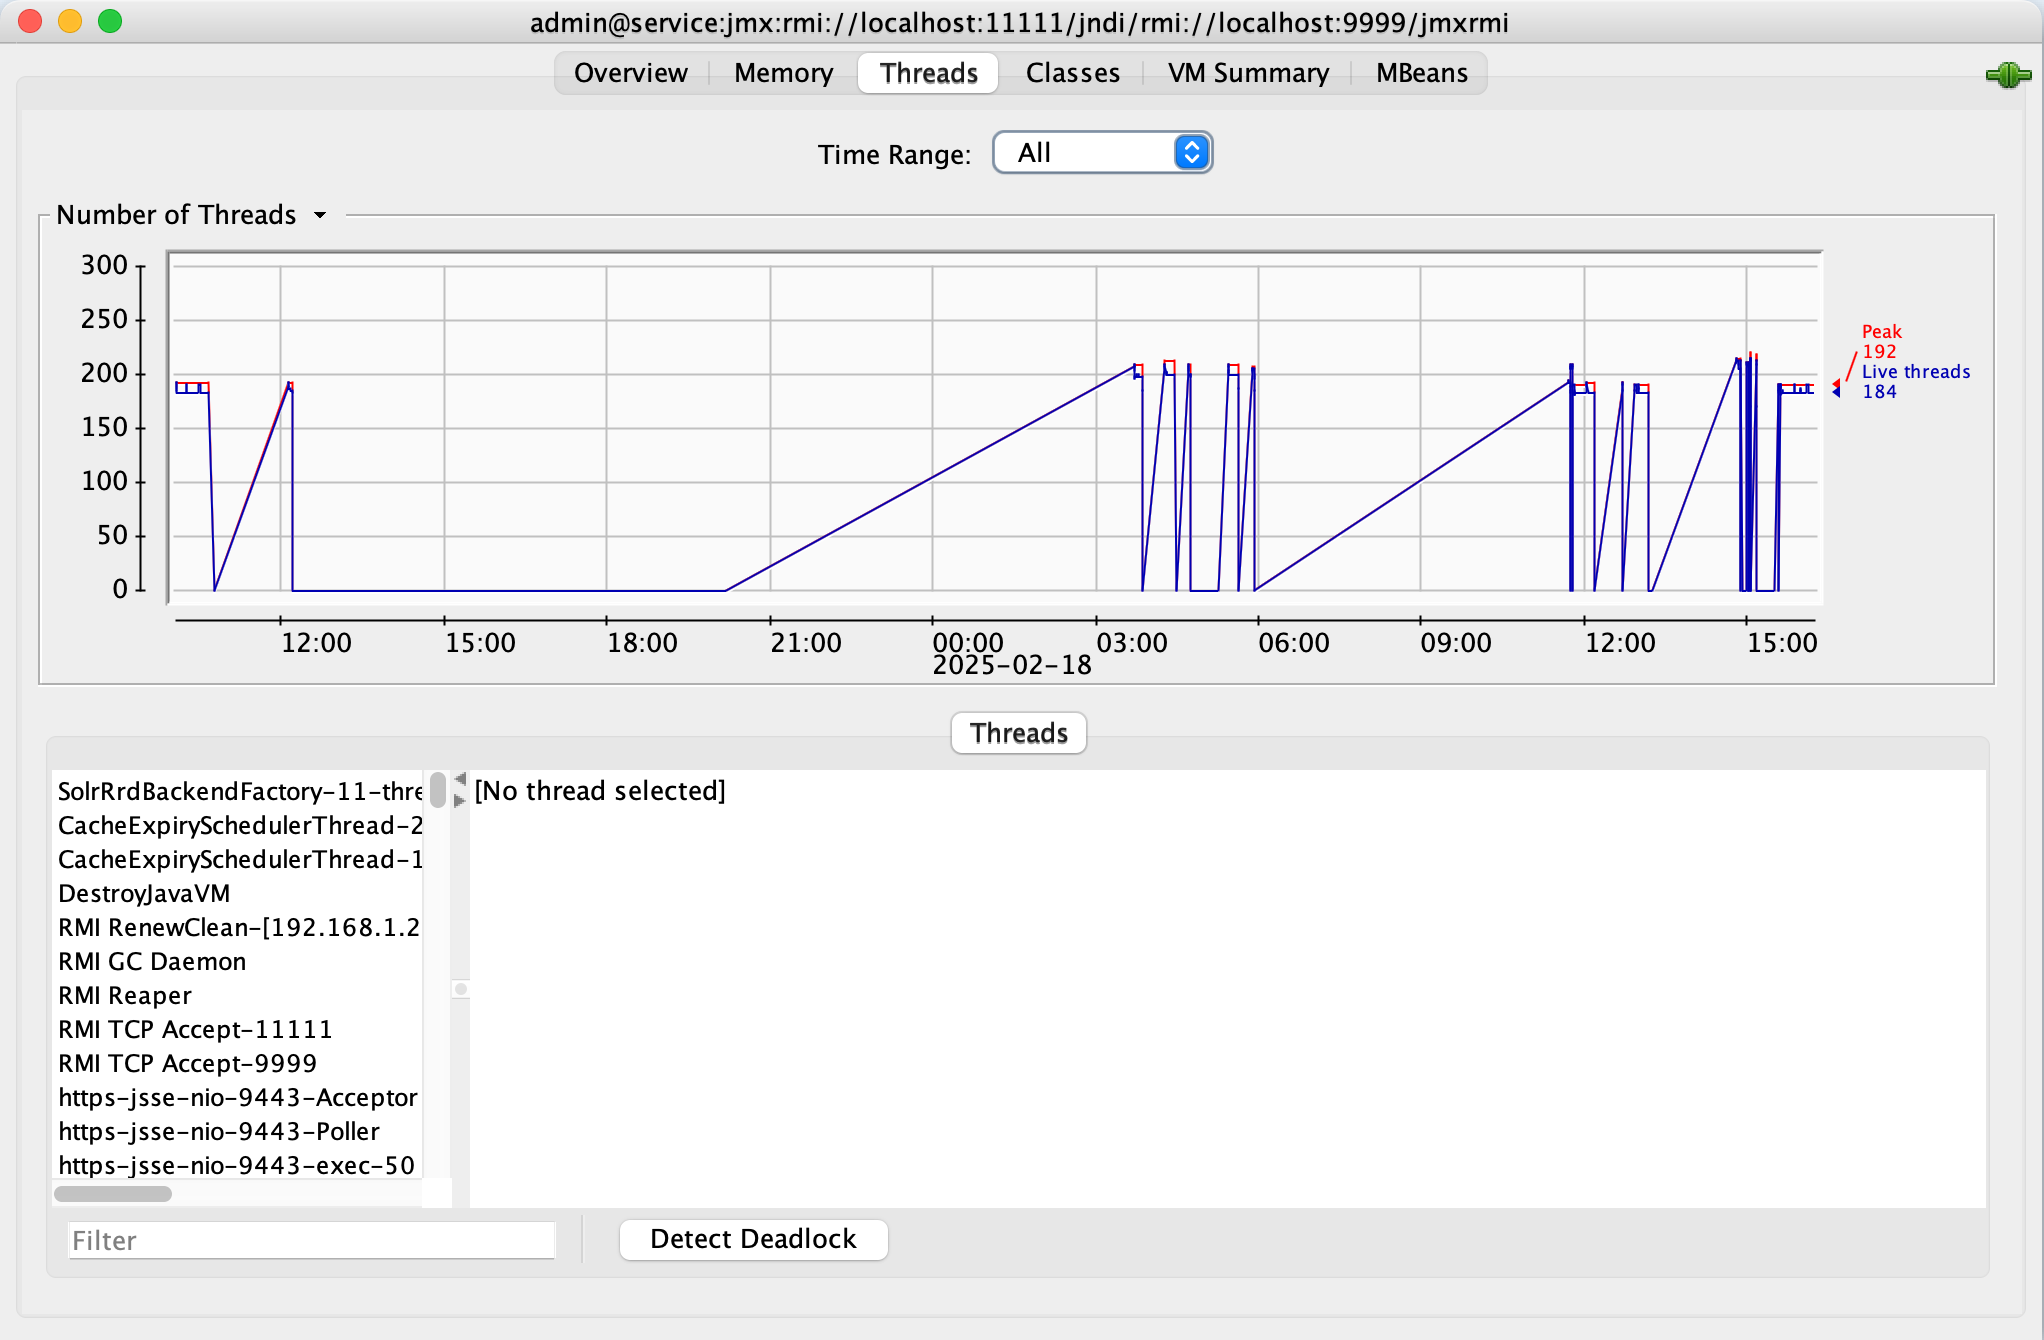 admin@service:jmx:rmi://localhost:11111/jndi/rmi://localhost:9999/jmxrmi
Overview Memory Threads Classes VM Summary MBeans
Time Range: All
Number of Threads
300
250
200
150
100
50
0
Peak
192
Live threads
184
12:00 15:00 18:00 21:00 00:00 03:00 06:00 09:00 12:00 15:00
2025-02-18
Threads
SolrRrdBackendFactory-11-thre
CacheExpirySchedulerThread-2
CacheExpirySchedulerThread-1
DestroyJavaVM
RMI RenewClean-[192.168.1.2
RMI GC Daemon
RMI Reaper
RMI TCP Accept-11111
RMI TCP Accept-9999
https-jsse-nio-9443-Acceptor
https-jsse-nio-9443-Poller
https-jsse-nio-9443-exec-50
[No thread selected]
Filter
Detect Deadlock